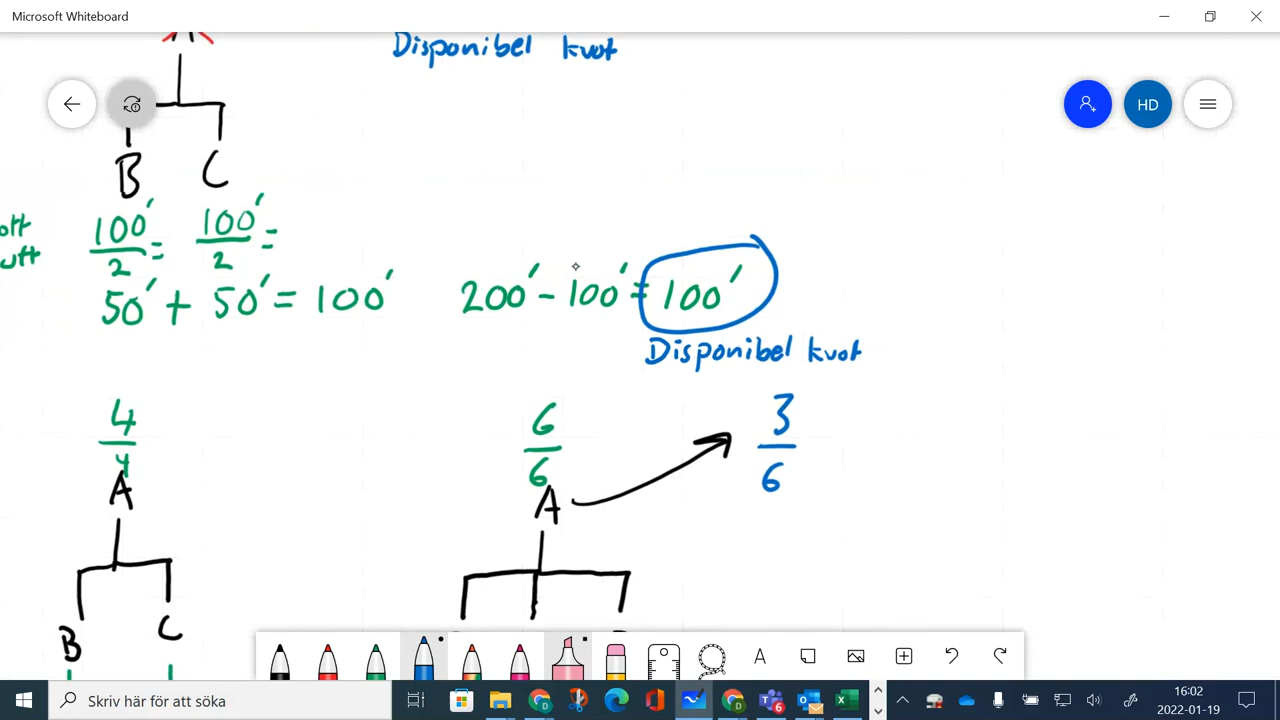 Microsoft Whiteboard
Disponibel kvot
HD
B C
100'/2 = 100'/2 =
50' + 50' = 100' 200' - 100' = 100'
Disponibel kvot
4/4 6/6 3/6
A A
B C
A
Skriv här för att söka
6
16:02
2022-01-19